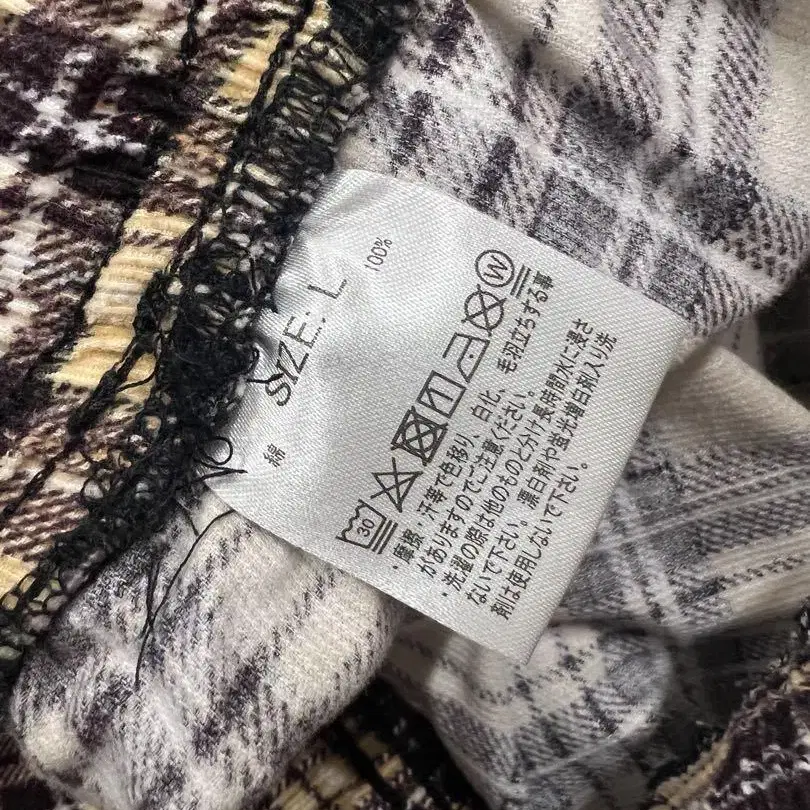 SIZE: L
綿 100%
30
W
・摩擦・汗等で色移り、白化、毛羽立ちする事
がありますのでご注意ください。
・洗濯の際は他のものと分け長時間水に浸さ
ないで下さい。漂白剤や蛍光増白剤入り洗
剤は使用しないで下さい。